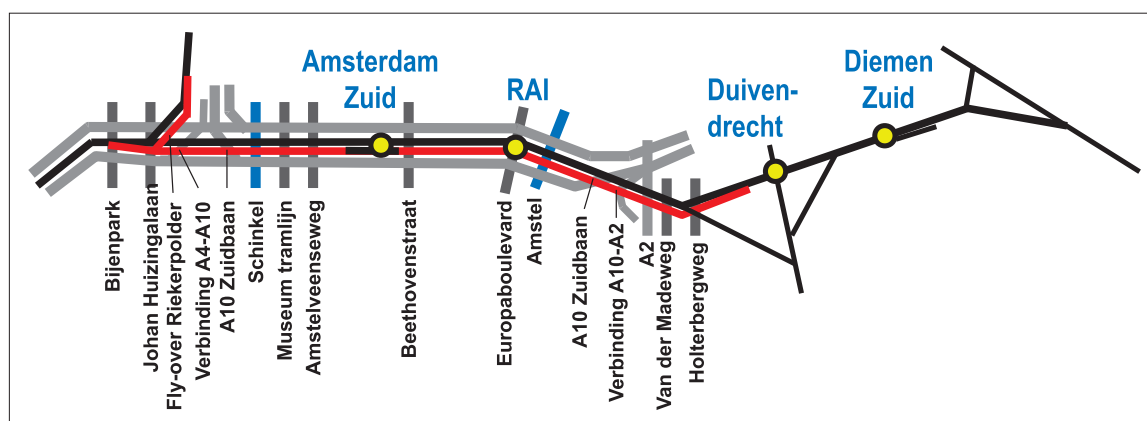 Amsterdam
Zuid
RAI
Duiven-
drecht
Diemen
Zuid
Bijenpark
Johan Huizingalaan
Fly-over Riekerpolder
Verbinding A4-A10
A10 Zuidbaan
Schinkel
Museum tramlijn
Amstelveenseweg
Beethovenstraat
Europaboulevard
Amstel
A10 Zuidbaan
Verbinding A10-A2
A2
Van der Madeweg
Holterbergweg